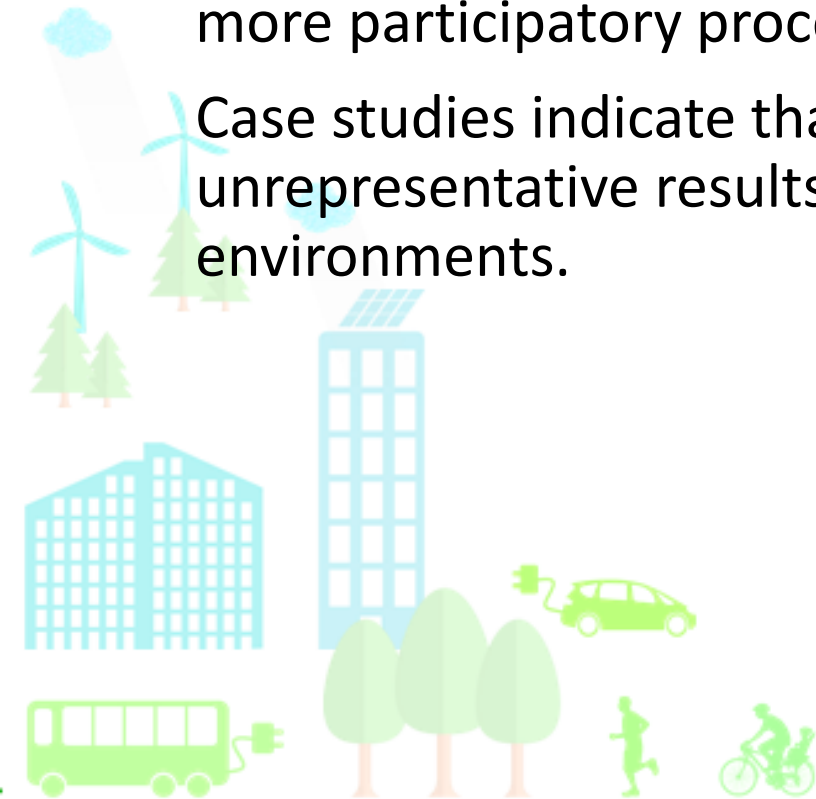 more participatory proc
Case studies indicate tha
unrepresentative results
environments.